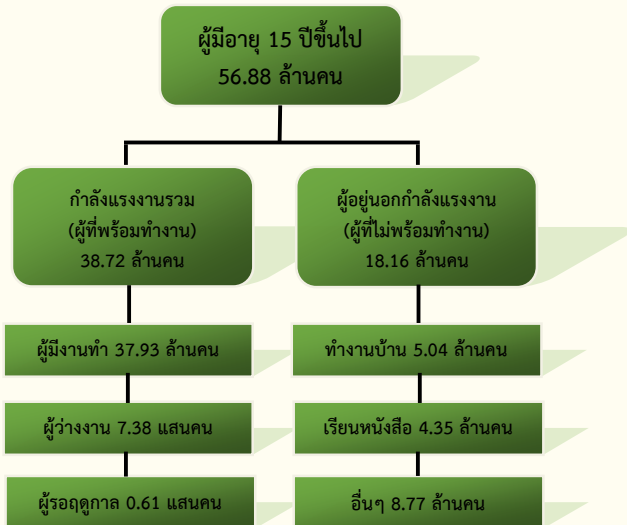 ผู้มีอายุ 15 ปีขึ้นไป
56.88 ล้านคน
กำลังแรงงานรวม
(ผู้ที่พร้อมทำงาน)
38.72 ล้านคน
ผู้อยู่นอกกำลังแรงงาน
(ผู้ที่ไม่พร้อมทำงาน)
18.16 ล้านคน
ผู้มีงานทำ 37.93 ล้านคน
ผู้ว่างงาน 7.38 แสนคน
ผู้รอฤดูกาล 0.61 แสนคน
ทำงานบ้าน 5.04 ล้านคน
เรียนหนังสือ 4.35 ล้านคน
อื่นๆ 8.77 ล้านคน